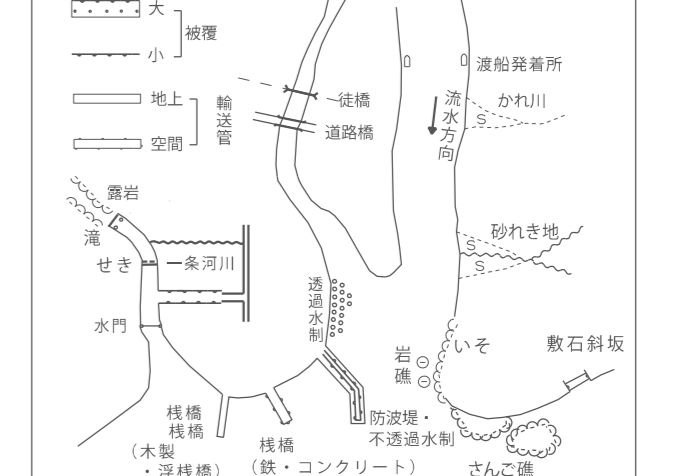 大
被覆
小
地上
輸送管
空間
徒橋
道路橋
渡船発着所
かれ川
S
流水方向
露岩
滝
せき
一条河川
水門
透過水制
砂れき地
S
S
岩礁
いそ
敷石斜坂
桟橋
桟橋
(木製
・浮桟橋)
桟橋
(鉄・コンクリート)
防波堤・
不透過水制
さんご礁